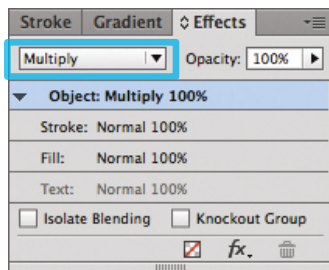 Stroke Gradient Effects
Multiply Opacity: 100%
Object: Multiply 100%
Stroke: Normal 100%
Fill: Normal 100%
Text: Normal 100%
Isolate Blending Knockout Group
fx.